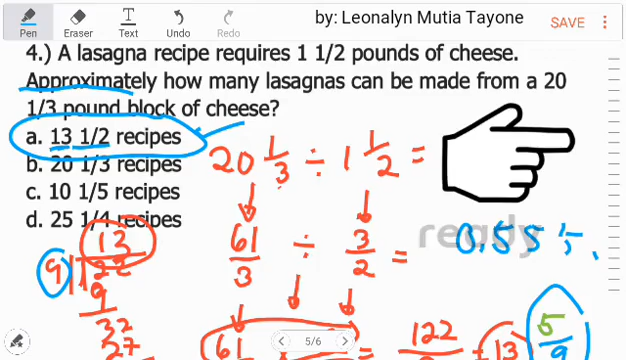 by: Leonalyn Mutia Tayone
SAVE
Pen
Eraser
Text
Undo
Redo
4.) A lasagna recipe requires 1 1/2 pounds of cheese.
Approximately how many lasagnas can be made from a 20
1/3 pound block of cheese?
a. 13 1/2 recipes
b. 20 1/3 recipes
c. 10 1/5 recipes
d. 25 1/4 recipes
20 1/3 ÷ 1 1/2 =
61/3 ÷ 3/2 =
ready
0.555
13
9
9
32
27
5/6
61
= 122
13
5/9